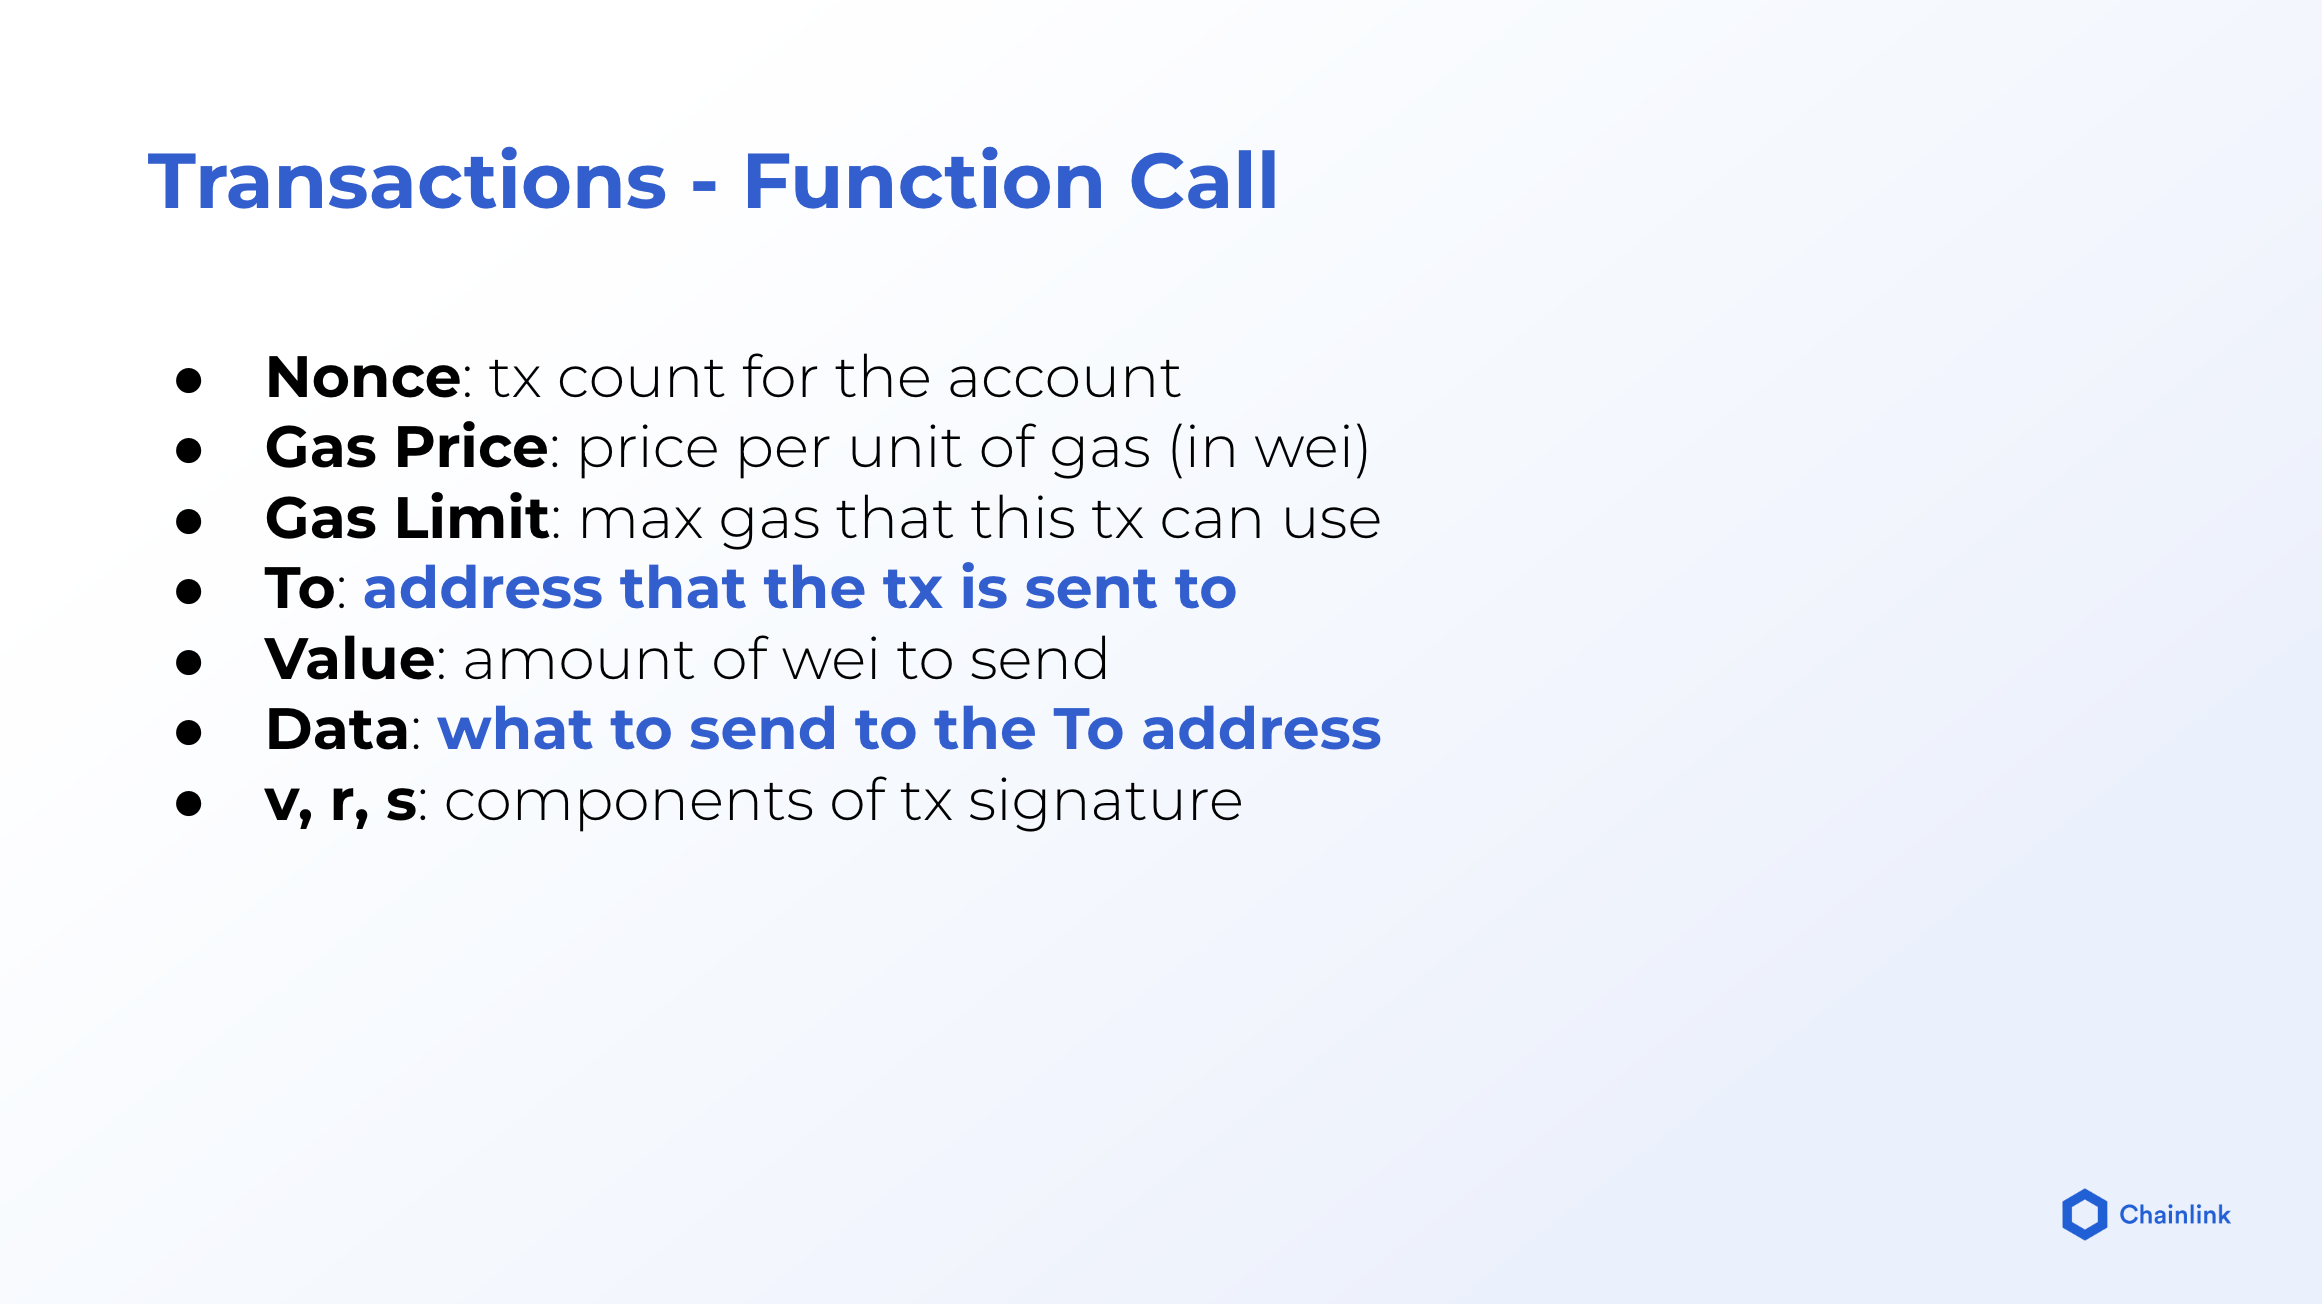 Transactions - Function Call
● Nonce: tx count for the account
● Gas Price: price per unit of gas (in wei)
● Gas Limit: max gas that this tx can use
● To: address that the tx is sent to
● Value: amount of wei to send
● Data: what to send to the To address
● v, r, s: components of tx signature
Chainlink